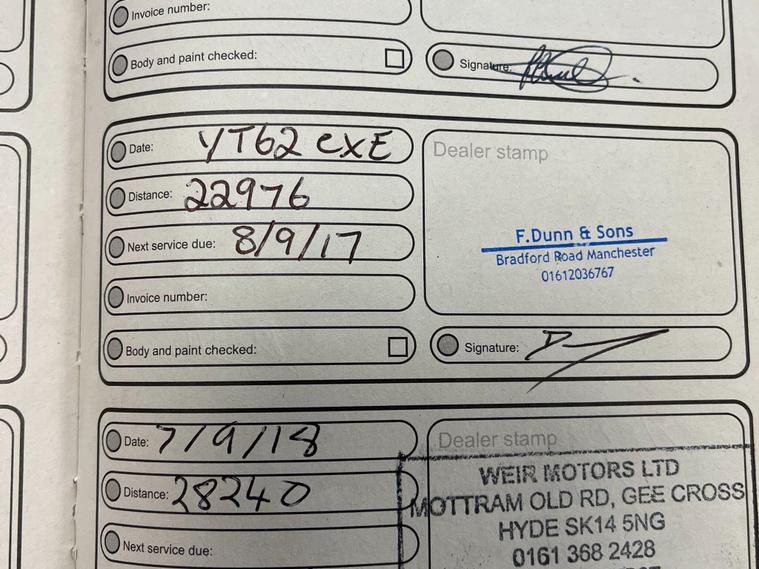 Invoice number:
Body and paint checked:
Signature:
Date: YT62 CXE
Distance: 22976
Next service due: 8/9/17
Invoice number:
Body and paint checked:
Dealer stamp
F.Dunn & Sons
Bradford Road Manchester
01612036767
Signature:
Date: 7/9/18
Distance: 28240
Next service due:
Dealer stamp
WEIR MOTORS LTD
MOTTRAM OLD RD, GEE CROSS
HYDE SK14 5NG
0161 368 2428